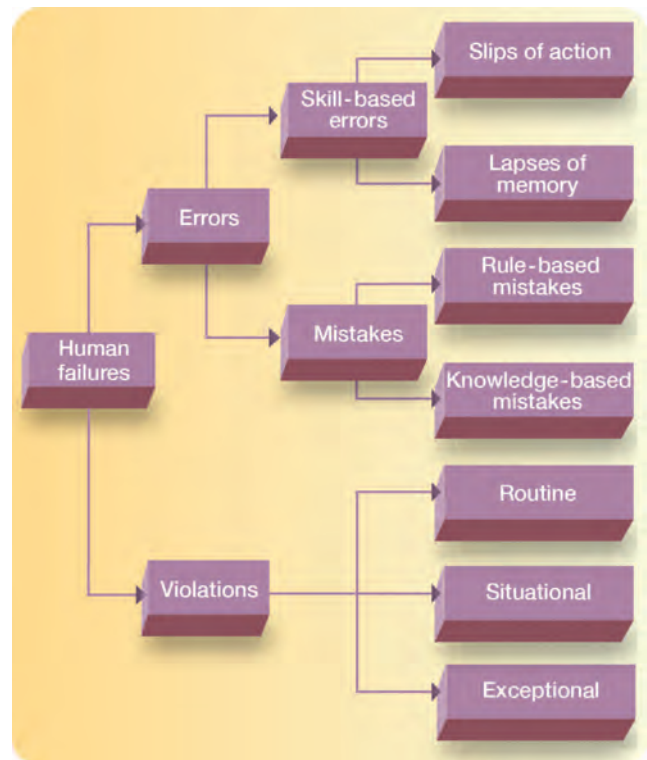 Slips of action
Skill-based
errors
Lapses of
memory
Errors
Rule-based
mistakes
Mistakes
Human
failures
Knowledge-based
mistakes
Routine
Violations
Situational
Exceptional